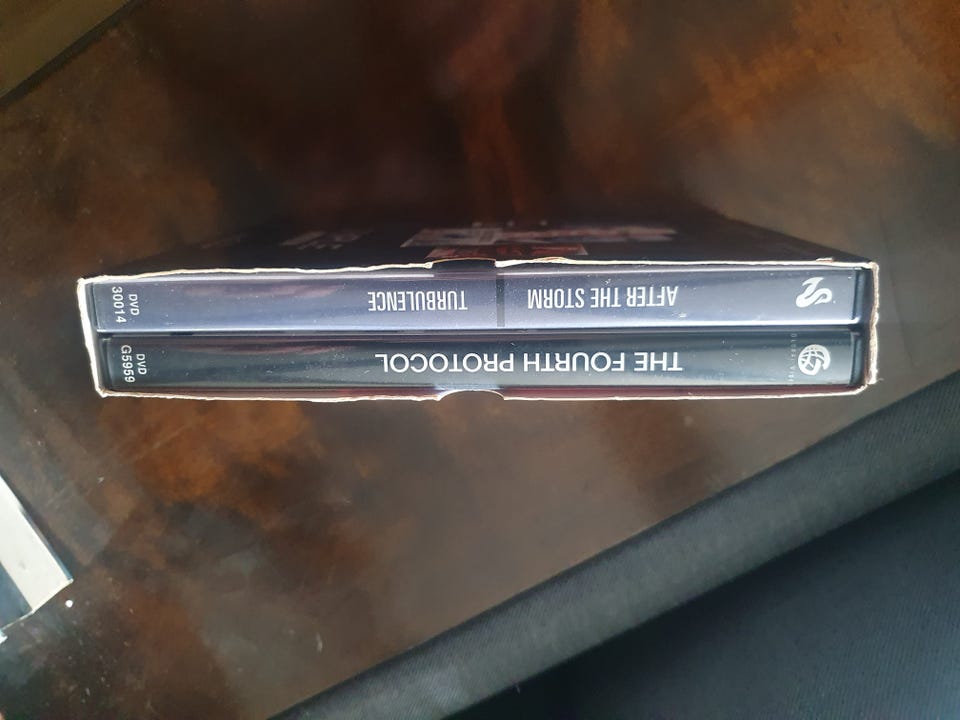 THE FOURTH PROTOCOL
DVD
G5959
AFTER THE STORM
TURBULENCE
DVD
30014